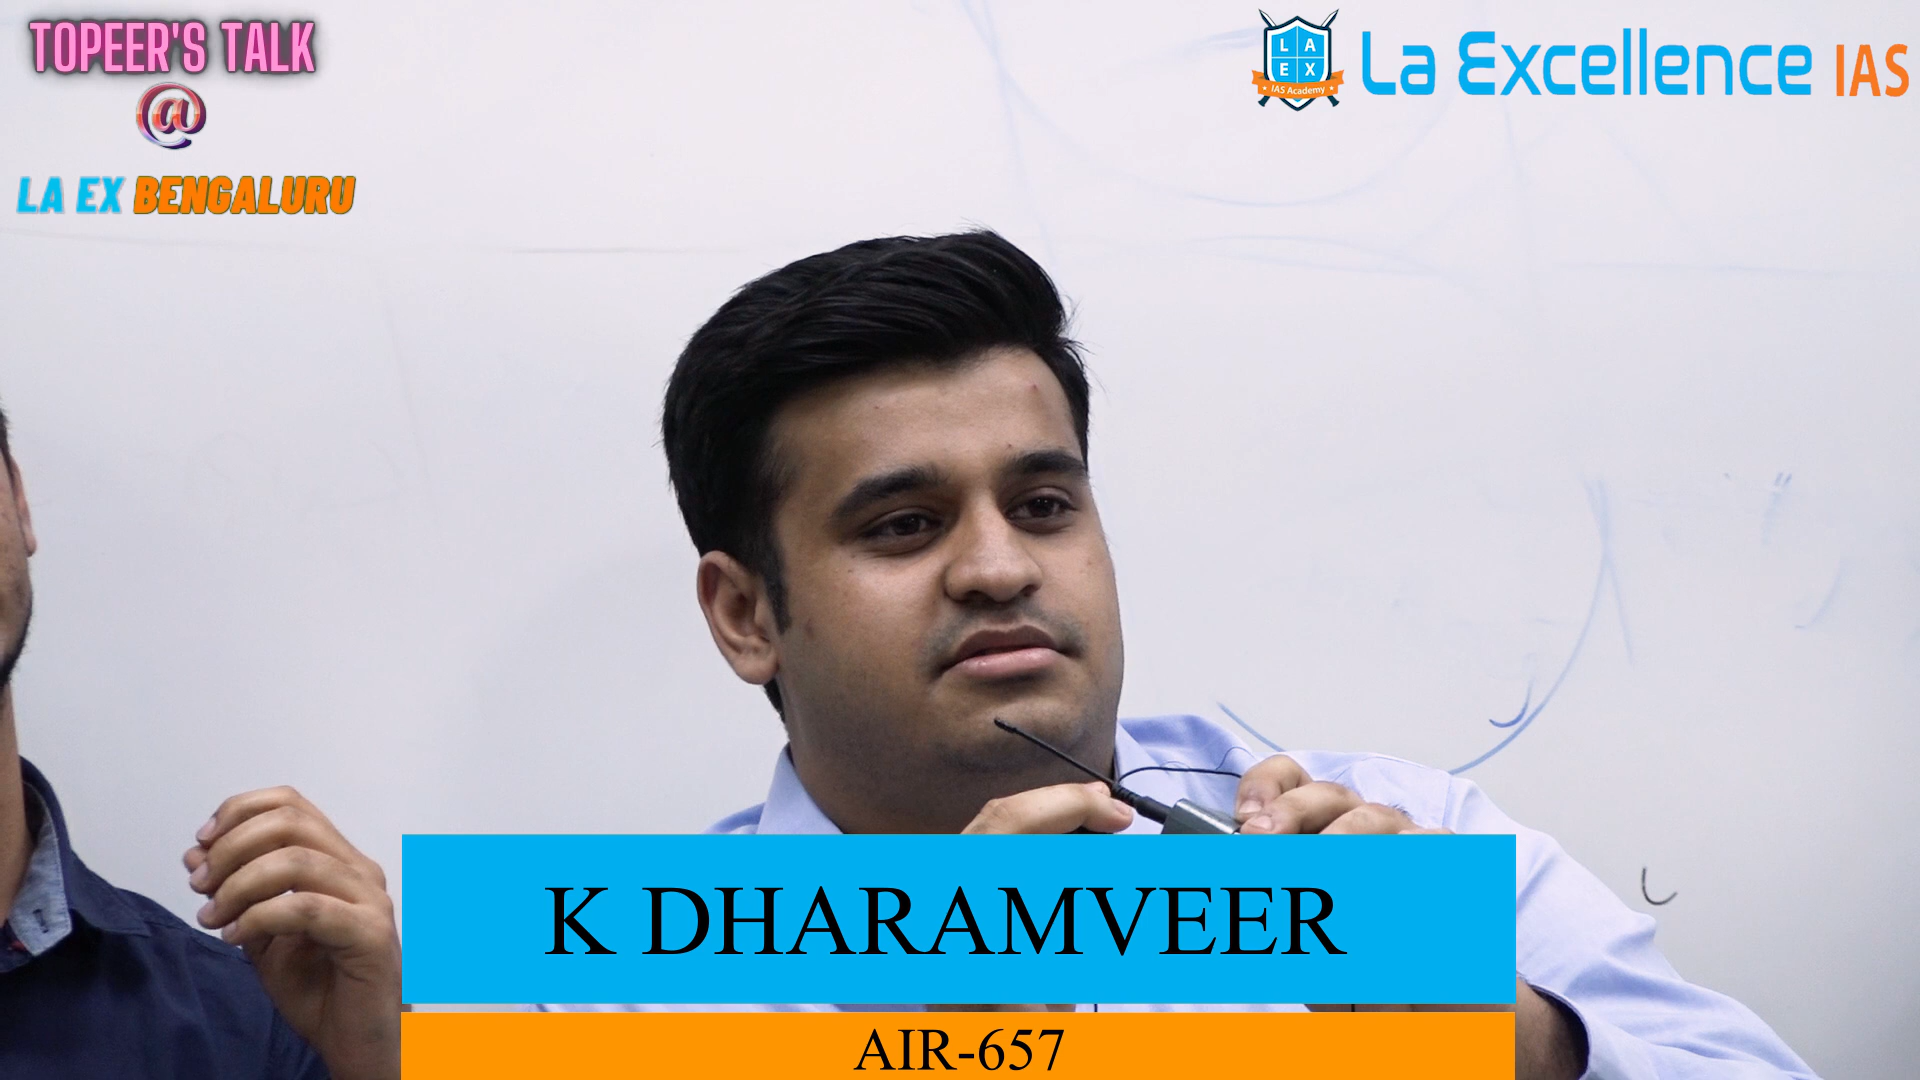 TOPEER'S TALK
@
LA EX BENGALURU
LA
EX
IAS Academy
La Excellence IAS
K DHARAMVEER
AIR-657